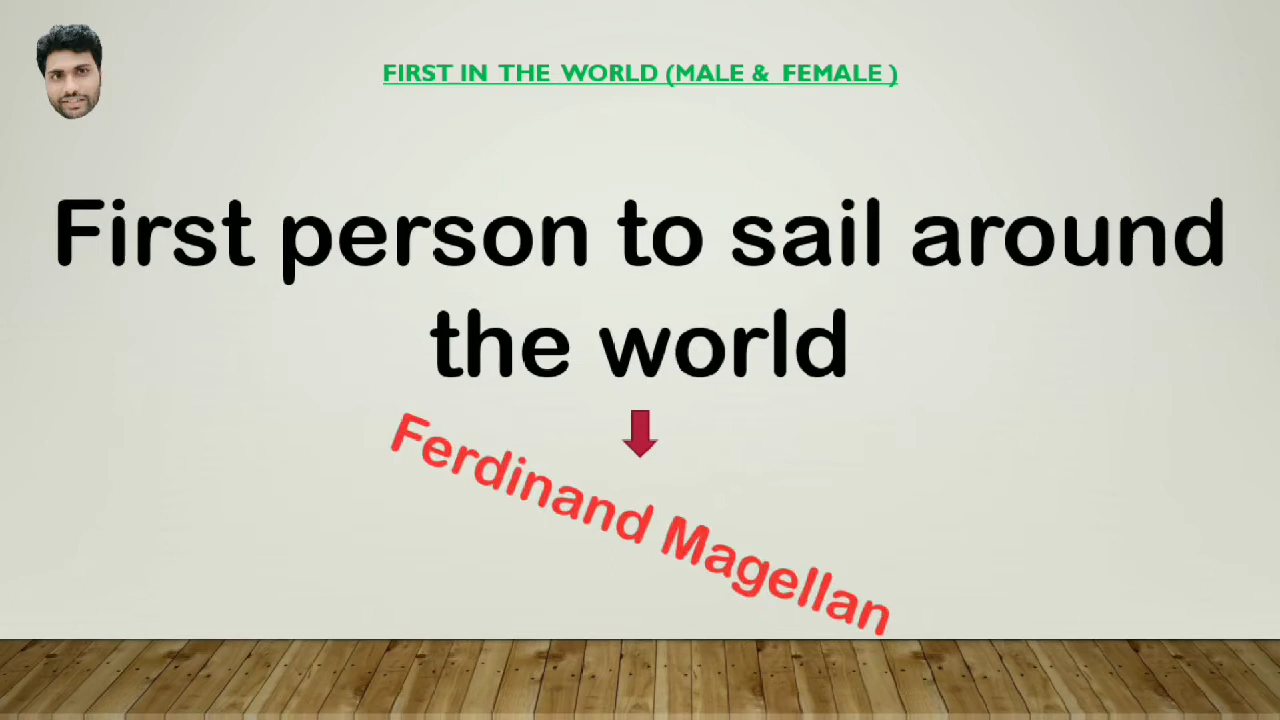 FIRST IN THE WORLD (MALE & FEMALE )
First person to sail around
the world
Ferdinand Magellan